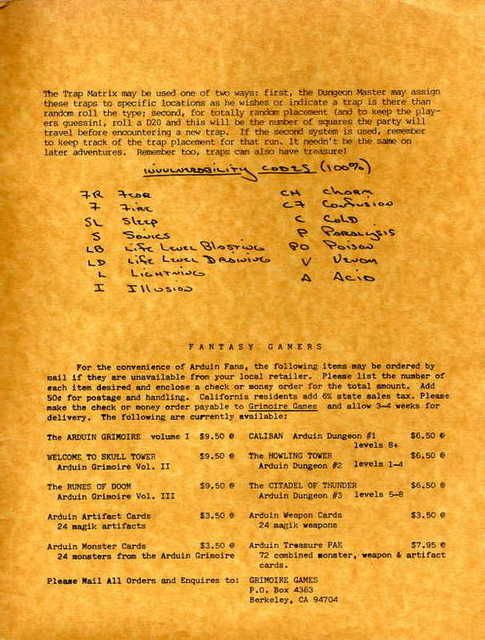 The Trap Matrix may be used one of two ways: first, the Dungeon Master may assign
these traps to specific locations as he wishes or indicate a trap is there than
random roll the type; second, for totally random placement (and to keep the play-
ers guessin), roll a D20 and this will be the number of squares the party will
travel before encountering a new trap. If the second system is used, remember
to keep track of the trap placement for that run. It needn't be the same on
later adventures. Remember too, traps can also have treasure!
INVULNERABILITY CODES (100%)
FR FEAR
CH CHARM
F FIRE
CF CONFUSION
SL SLEEP
C COLD
S SONICS
P PARALYSIS
LB LIFE LEVEL BLASTING
PO POISON
LD LIFE LEVEL DRAINING
V VENOM
L LIGHTNING
A ACID
I ILLUSION
FANTASY GAMERS
For the convenience of Arduin Fans, the following items may be ordered by
mail if they are unavailable from your local retailer. Please list the number of
each item desired and enclose a check or money order for the total amount. Add
50¢ for postage and handling. California residents add 6% state sales tax. Please
make the check or money order payable to Grimoire Games and allow 3-4 weeks for
delivery. The following are currently available:
The ARDUIN GRIMOIRE volume I $9.50 @
CALIBAN Arduin Dungeon #1 $6.50 @
levels 8+
WELCOME TO SKULL TOWER $9.50 @
Arduin Grimoire Vol. II
The HOWLING TOWER $6.50 @
Arduin Dungeon #2 levels 1-4
The RUNES OF DOOM $9.50 @
Arduin Grimoire Vol. III
The CITADEL OF THUNDER $6.50 @
Arduin Dungeon #3 levels 5-8
Arduin Artifact Cards $3.50 @
24 magik artifacts
Arduin Weapon Cards $3.50 @
24 magik weapons
Arduin Monster Cards $3.50 @
24 monsters from the Arduin Grimoire
Arduin Treasure PAK $7.95 @
72 combined monster, weapon & artifact
cards.
Please Mail All Orders and Enquires to: GRIMOIRE GAMES
P.O. Box 4363
Berkeley, CA 94704